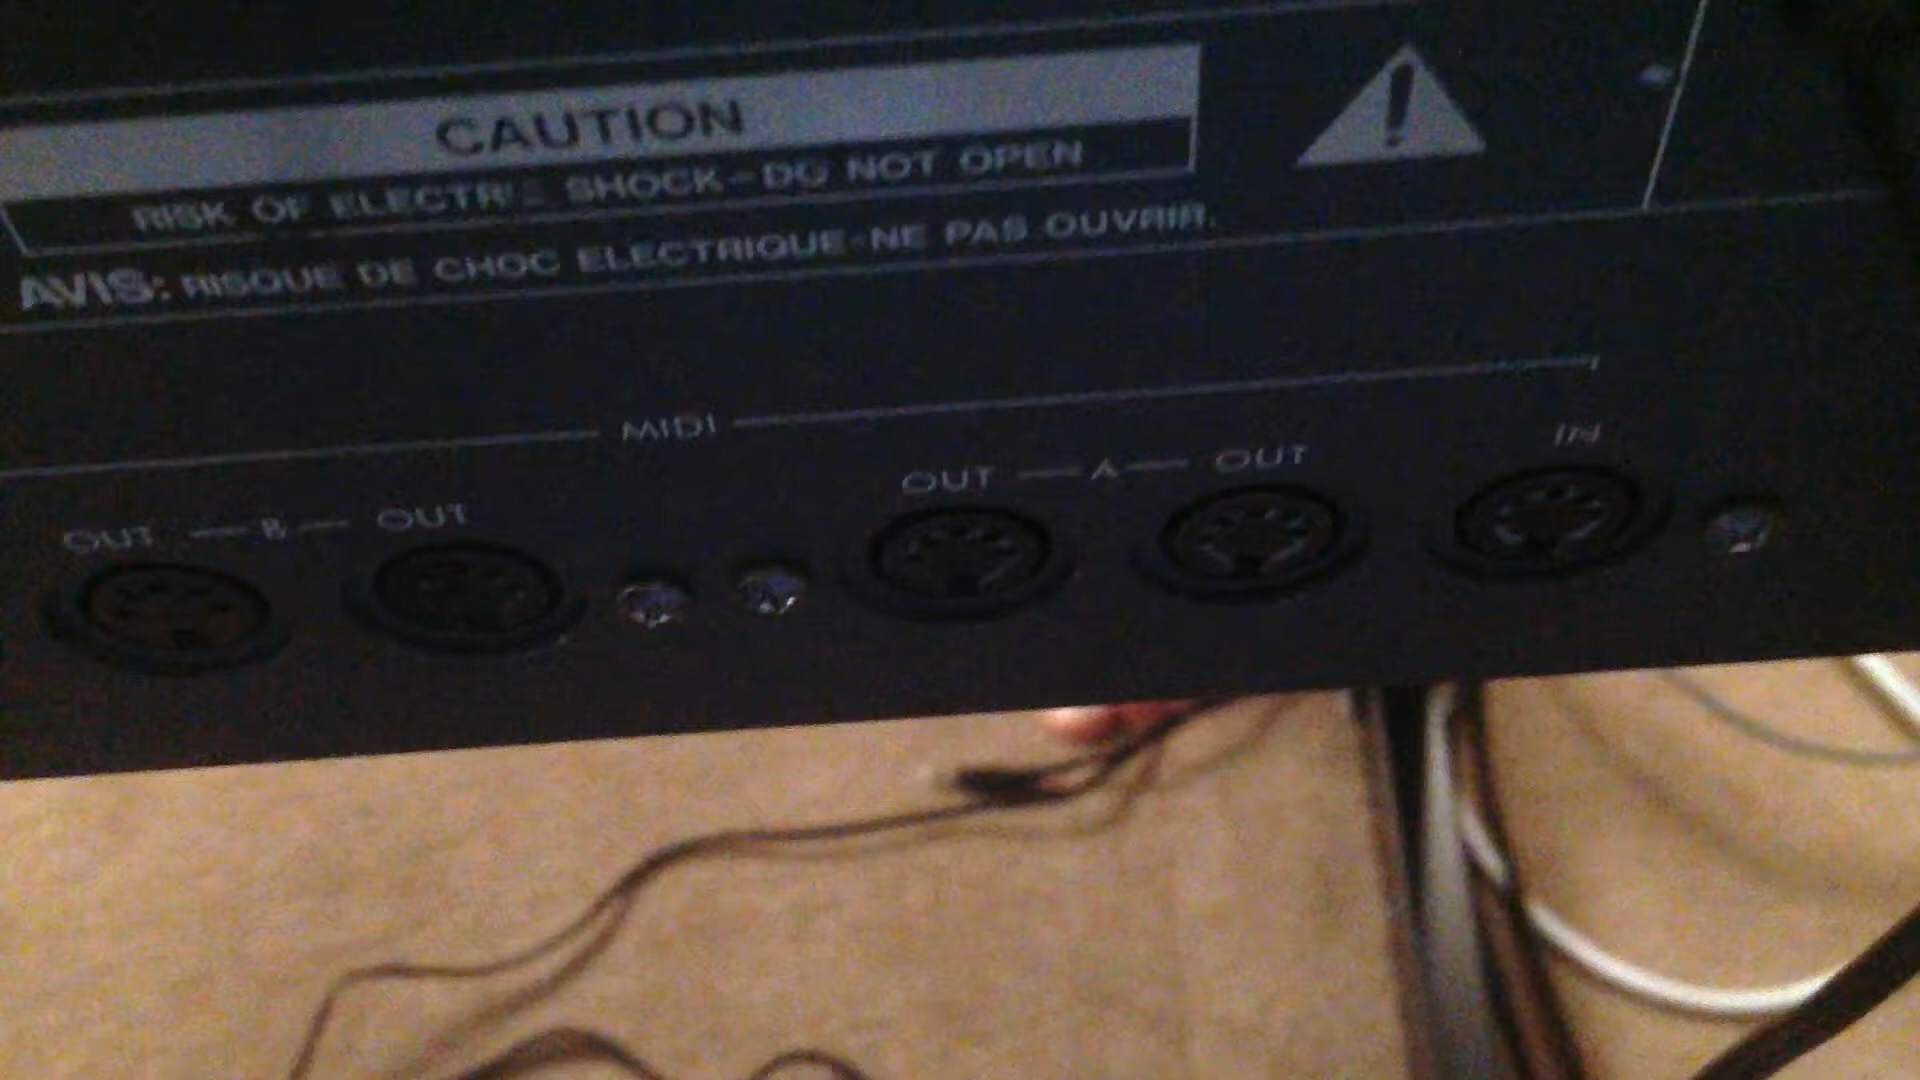 CAUTION
RISK OF ELECTRIC SHOCK-DO NOT OPEN
AVIS: RISQUE DE CHOC ELECTRIQUE-NE PAS OUVRIR.
MIDI
OUT — B — OUT OUT — A — OUT IN